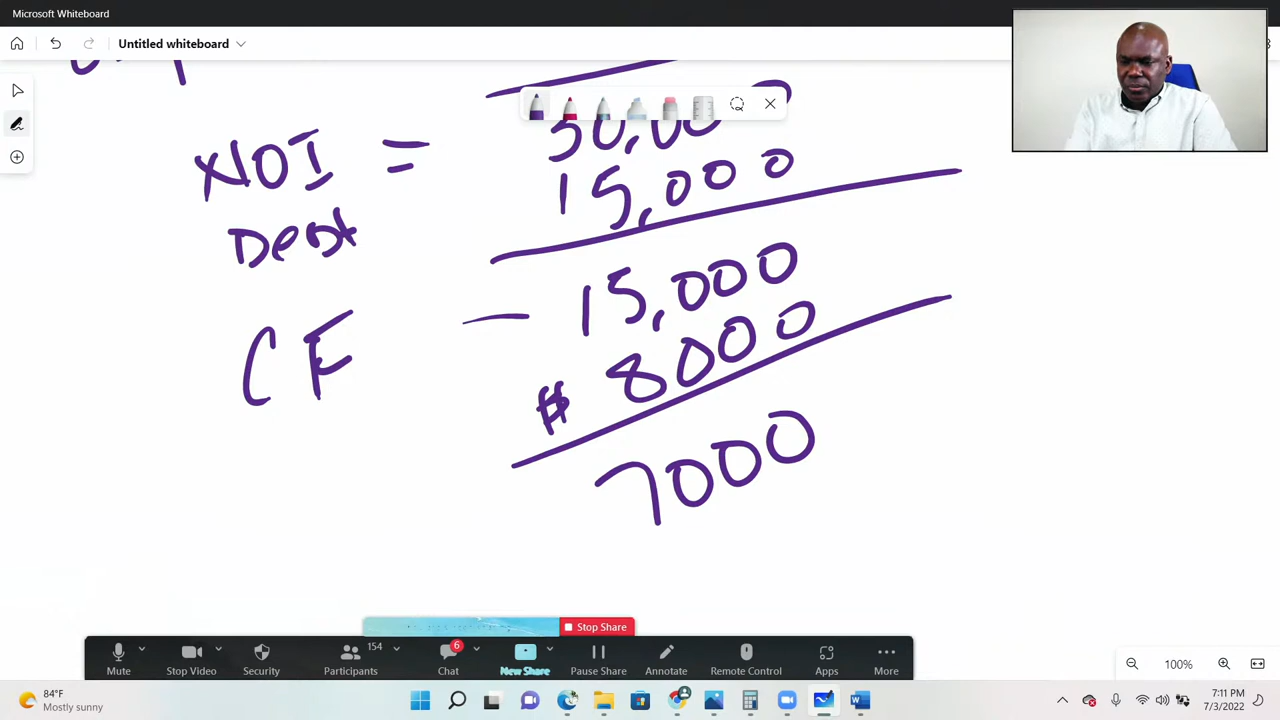 Microsoft Whiteboard
Untitled whiteboard
NOI = 30,000
Debt 15,000
CF - 15,000
$ 8000
7000
154
6
Stop Share
Mute
Stop Video
Security
Participants
Chat
New Share
Pause Share
Annotate
Remote Control
Apps
More
100%
84°F
Mostly sunny
7:11 PM
7/3/2022